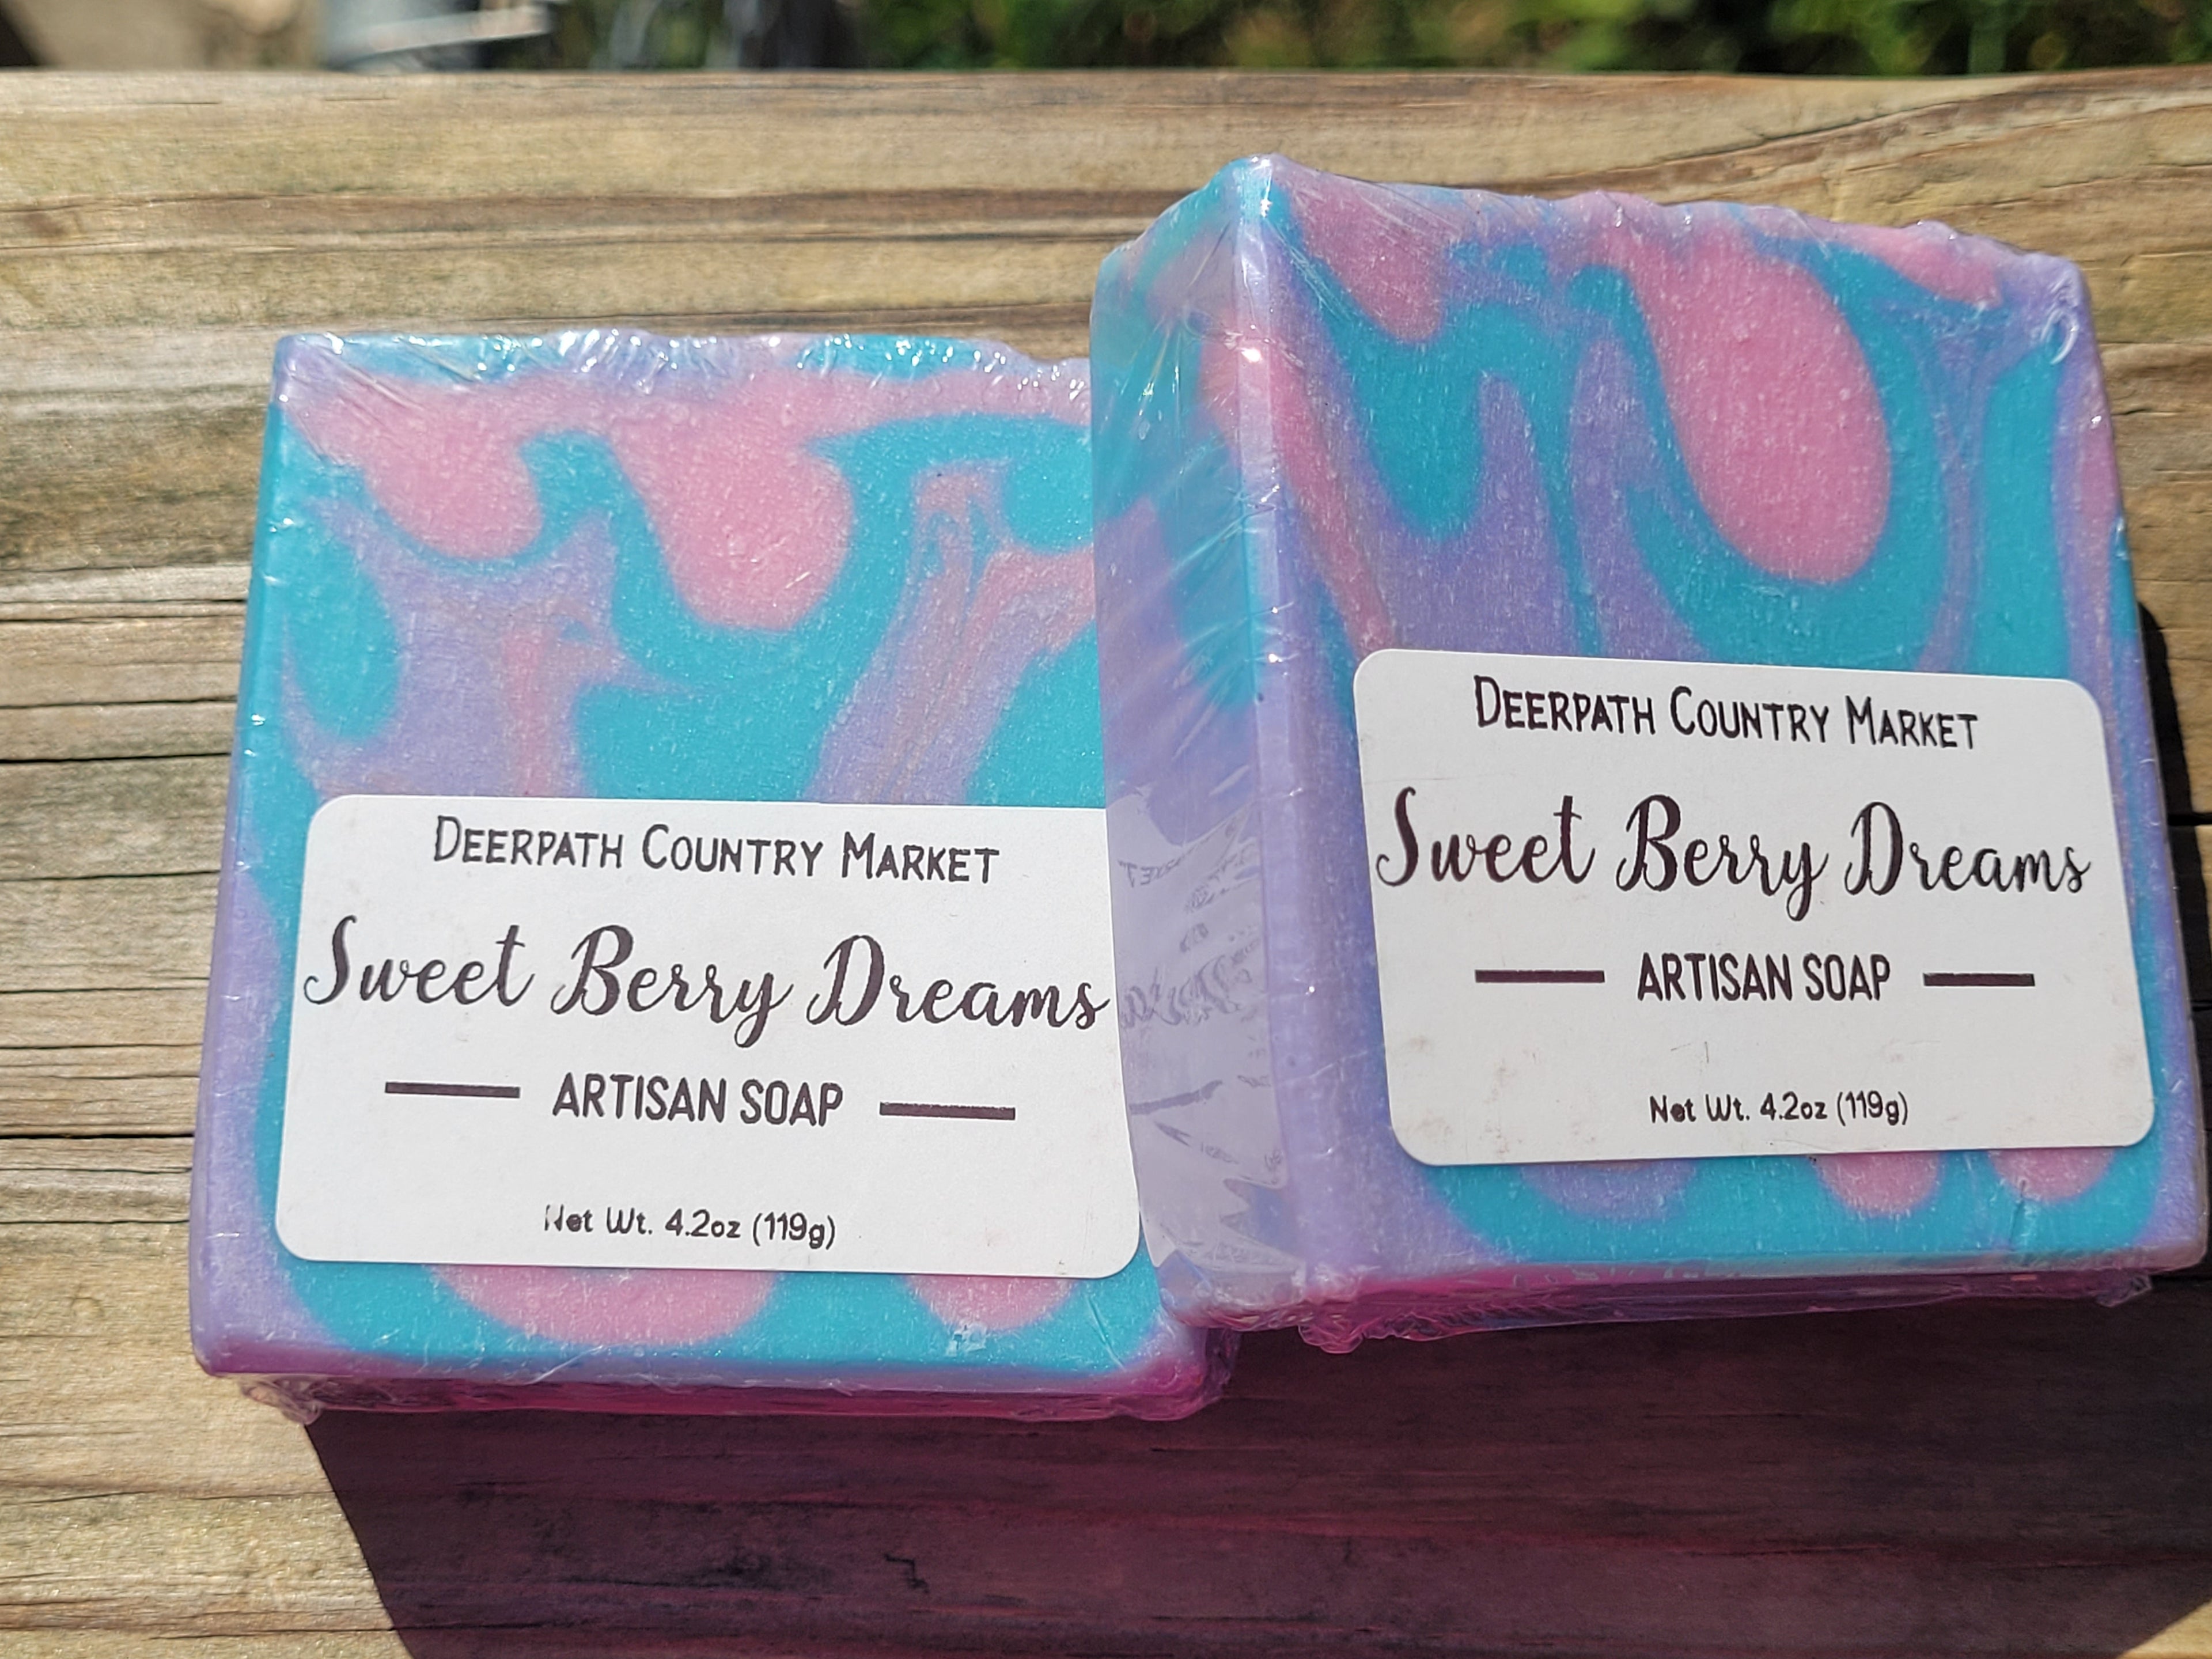 DEERPATH COUNTRY MARKET
Sweet Berry Dreams
ARTISAN SOAP
Net Wt. 4.2oz (119g)
DEERPATH COUNTRY MARKET
Sweet Berry Dreams
ARTISAN SOAP
Net Wt. 4.2oz (119g)